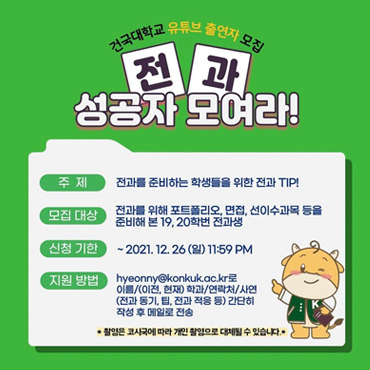 건국대학교 유튜브 출연자 모집
전과
성공자 모여라!
주 제 전과를 준비하는 학생들을 위한 전과 TIP!
모집 대상 전과를 위해 포트폴리오, 면접, 선이수과목 등을
준비해 본 19, 20학번 전과생
신청 기한 ~ 2021. 12. 26 (일) 11:59 PM
지원 방법 hyeonny@konkuk.ac.kr로
이름/(이전, 현재) 학과/연락처/사연
(전과 동기, 팁, 전과 적응 등) 간단히
작성 후 메일로 전송
* 촬영은 코시국에 따라 개인 촬영으로 대체될 수 있습니다. *
K